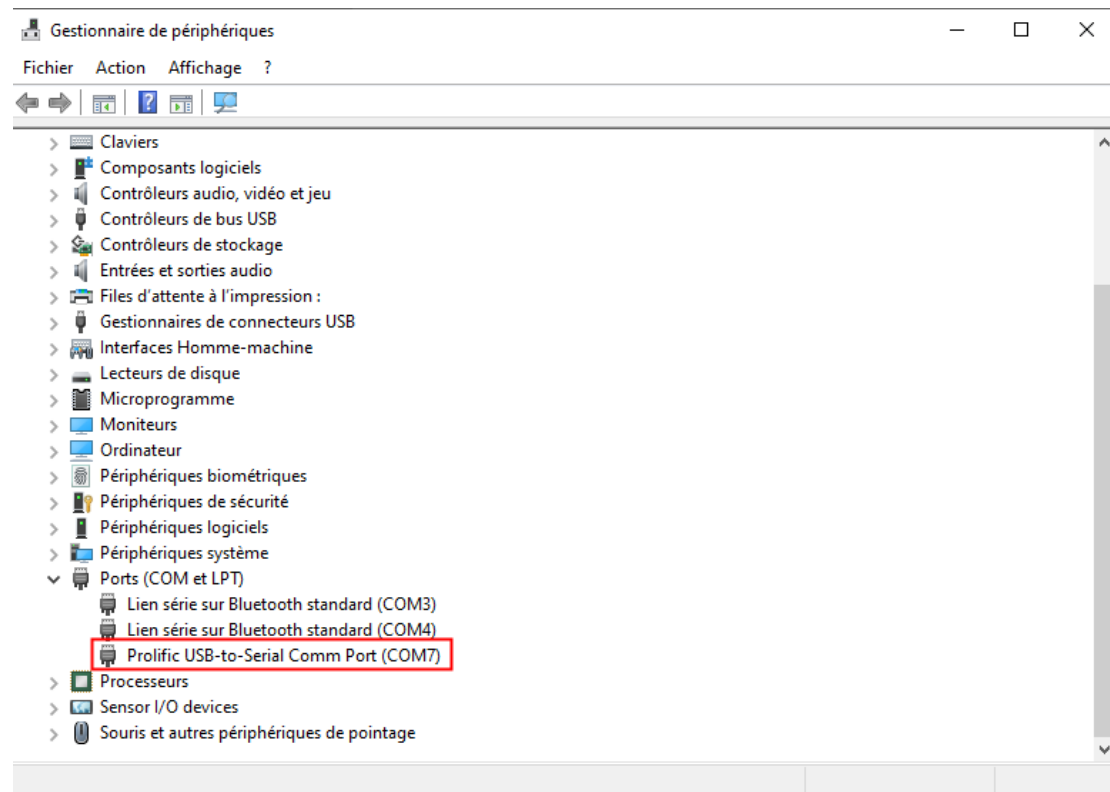 Gestionnaire de périphériques
Fichier Action Affichage ?
Claviers
Composants logiciels
Contrôleurs audio, vidéo et jeu
Contrôleurs de bus USB
Contrôleurs de stockage
Entrées et sorties audio
Files d'attente à l'impression :
Gestionnaires de connecteurs USB
Interfaces Homme-machine
Lecteurs de disque
Microprogramme
Moniteurs
Ordinateur
Périphériques biométriques
Périphériques de sécurité
Périphériques logiciels
Périphériques système
Ports (COM et LPT)
Lien série sur Bluetooth standard (COM3)
Lien série sur Bluetooth standard (COM4)
Prolific USB-to-Serial Comm Port (COM7)
Processeurs
Sensor I/O devices
Souris et autres périphériques de pointage